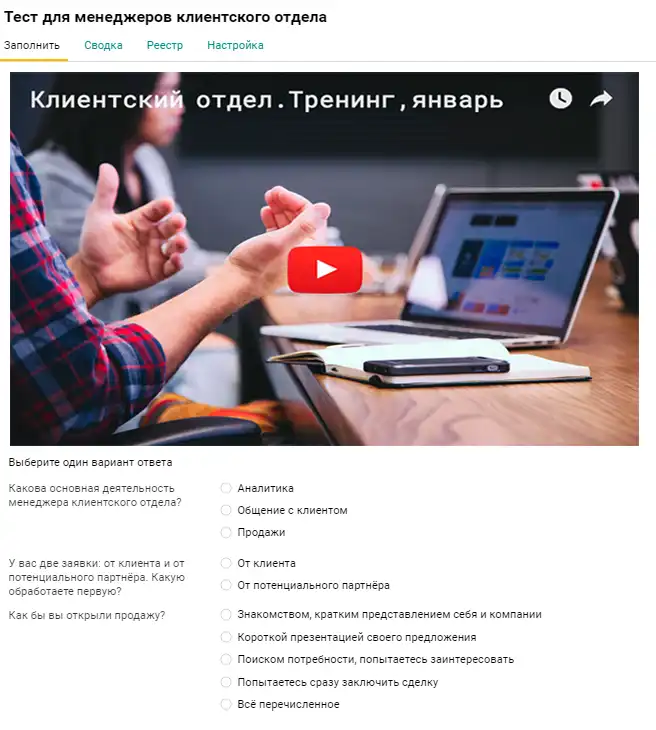 Тест для менеджеров клиентского отдела
Заполнить Сводка Реестр Настройка
Клиентский отдел.Тренинг,январь
Выберите один вариант ответа
Какова основная деятельность
менеджера клиентского отдела?
Аналитика
Общение с клиентом
Продажи
У вас две заявки: от клиента и от
потенциального партнёра. Какую
обработаете первую?
От клиента
От потенциального партнёра
Как бы вы открыли продажу?
Знакомством, кратким представлением себя и компании
Короткой презентацией своего предложения
Поиском потребности, попытаетесь заинтересовать
Попытаетесь сразу заключить сделку
Всё перечисленное